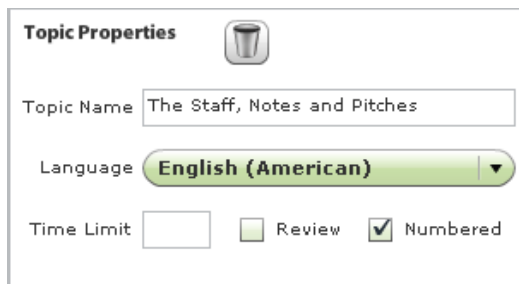 Topic Properties
Topic Name The Staff, Notes and Pitches
Language English (American)
Time Limit Review Numbered